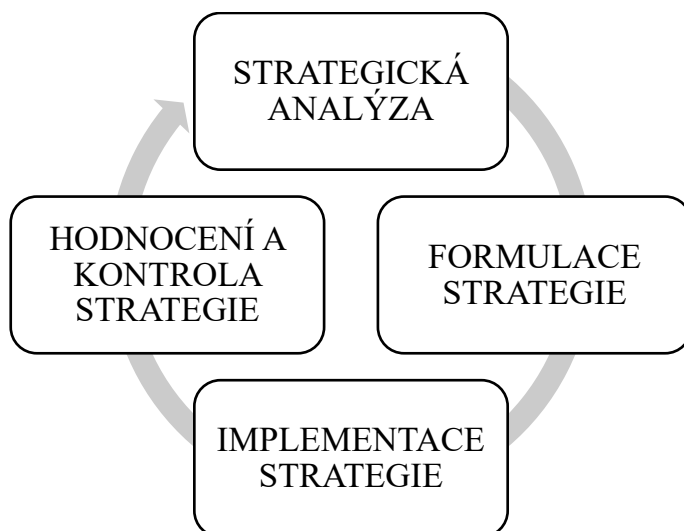 STRATEGICKÁ
ANALÝZA
FORMULACE
STRATEGIE
IMPLEMENTACE
STRATEGIE
HODNOCENÍ A
KONTROLA
STRATEGIE